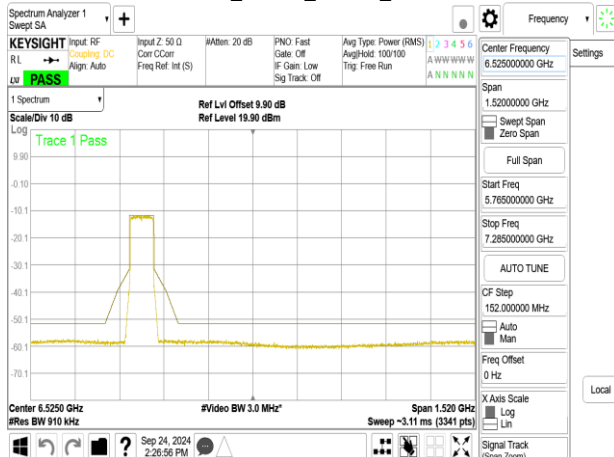 Spectrum Analyzer 1
Swept SA
Frequency
Settings
KEYSIGHT
RL
LXI
PASS
Input: RF
Coupling: DC
Align: Auto
Input Z: 50 Ω
Corr CCorr
Freq Ref: Int (S)
#Atten: 20 dB
PNO: Fast
Gate: Off
IF Gain: Low
Sig Track: Off
Avg Type: Power (RMS)
Avg|Hold: 100/100
Trig: Free Run
1 2 3 4 5 6
A W W W W W
A N N N N N
1 Spectrum
Scale/Div 10 dB
Ref Lvl Offset 9.90 dB
Ref Level 19.90 dBm
Log
Trace 1 Pass
9.90
-0.10
-10.1
-20.1
-30.1
-40.1
-50.1
-60.1
-70.1
Center 6.5250 GHz
#Res BW 910 kHz
#Video BW 3.0 MHz*
Span 1.520 GHz
Sweep ~3.11 ms (3341 pts)
Sep 24, 2024
2:26:56 PM
Center Frequency
6.525000000 GHz
Span
1.52000000 GHz
Swept Span
Zero Span
Full Span
Start Freq
5.765000000 GHz
Stop Freq
7.285000000 GHz
AUTO TUNE
CF Step
152.000000 MHz
Auto
Man
Freq Offset
0 Hz
X Axis Scale
Log
Lin
Signal Track
(Span Zoom)
Local